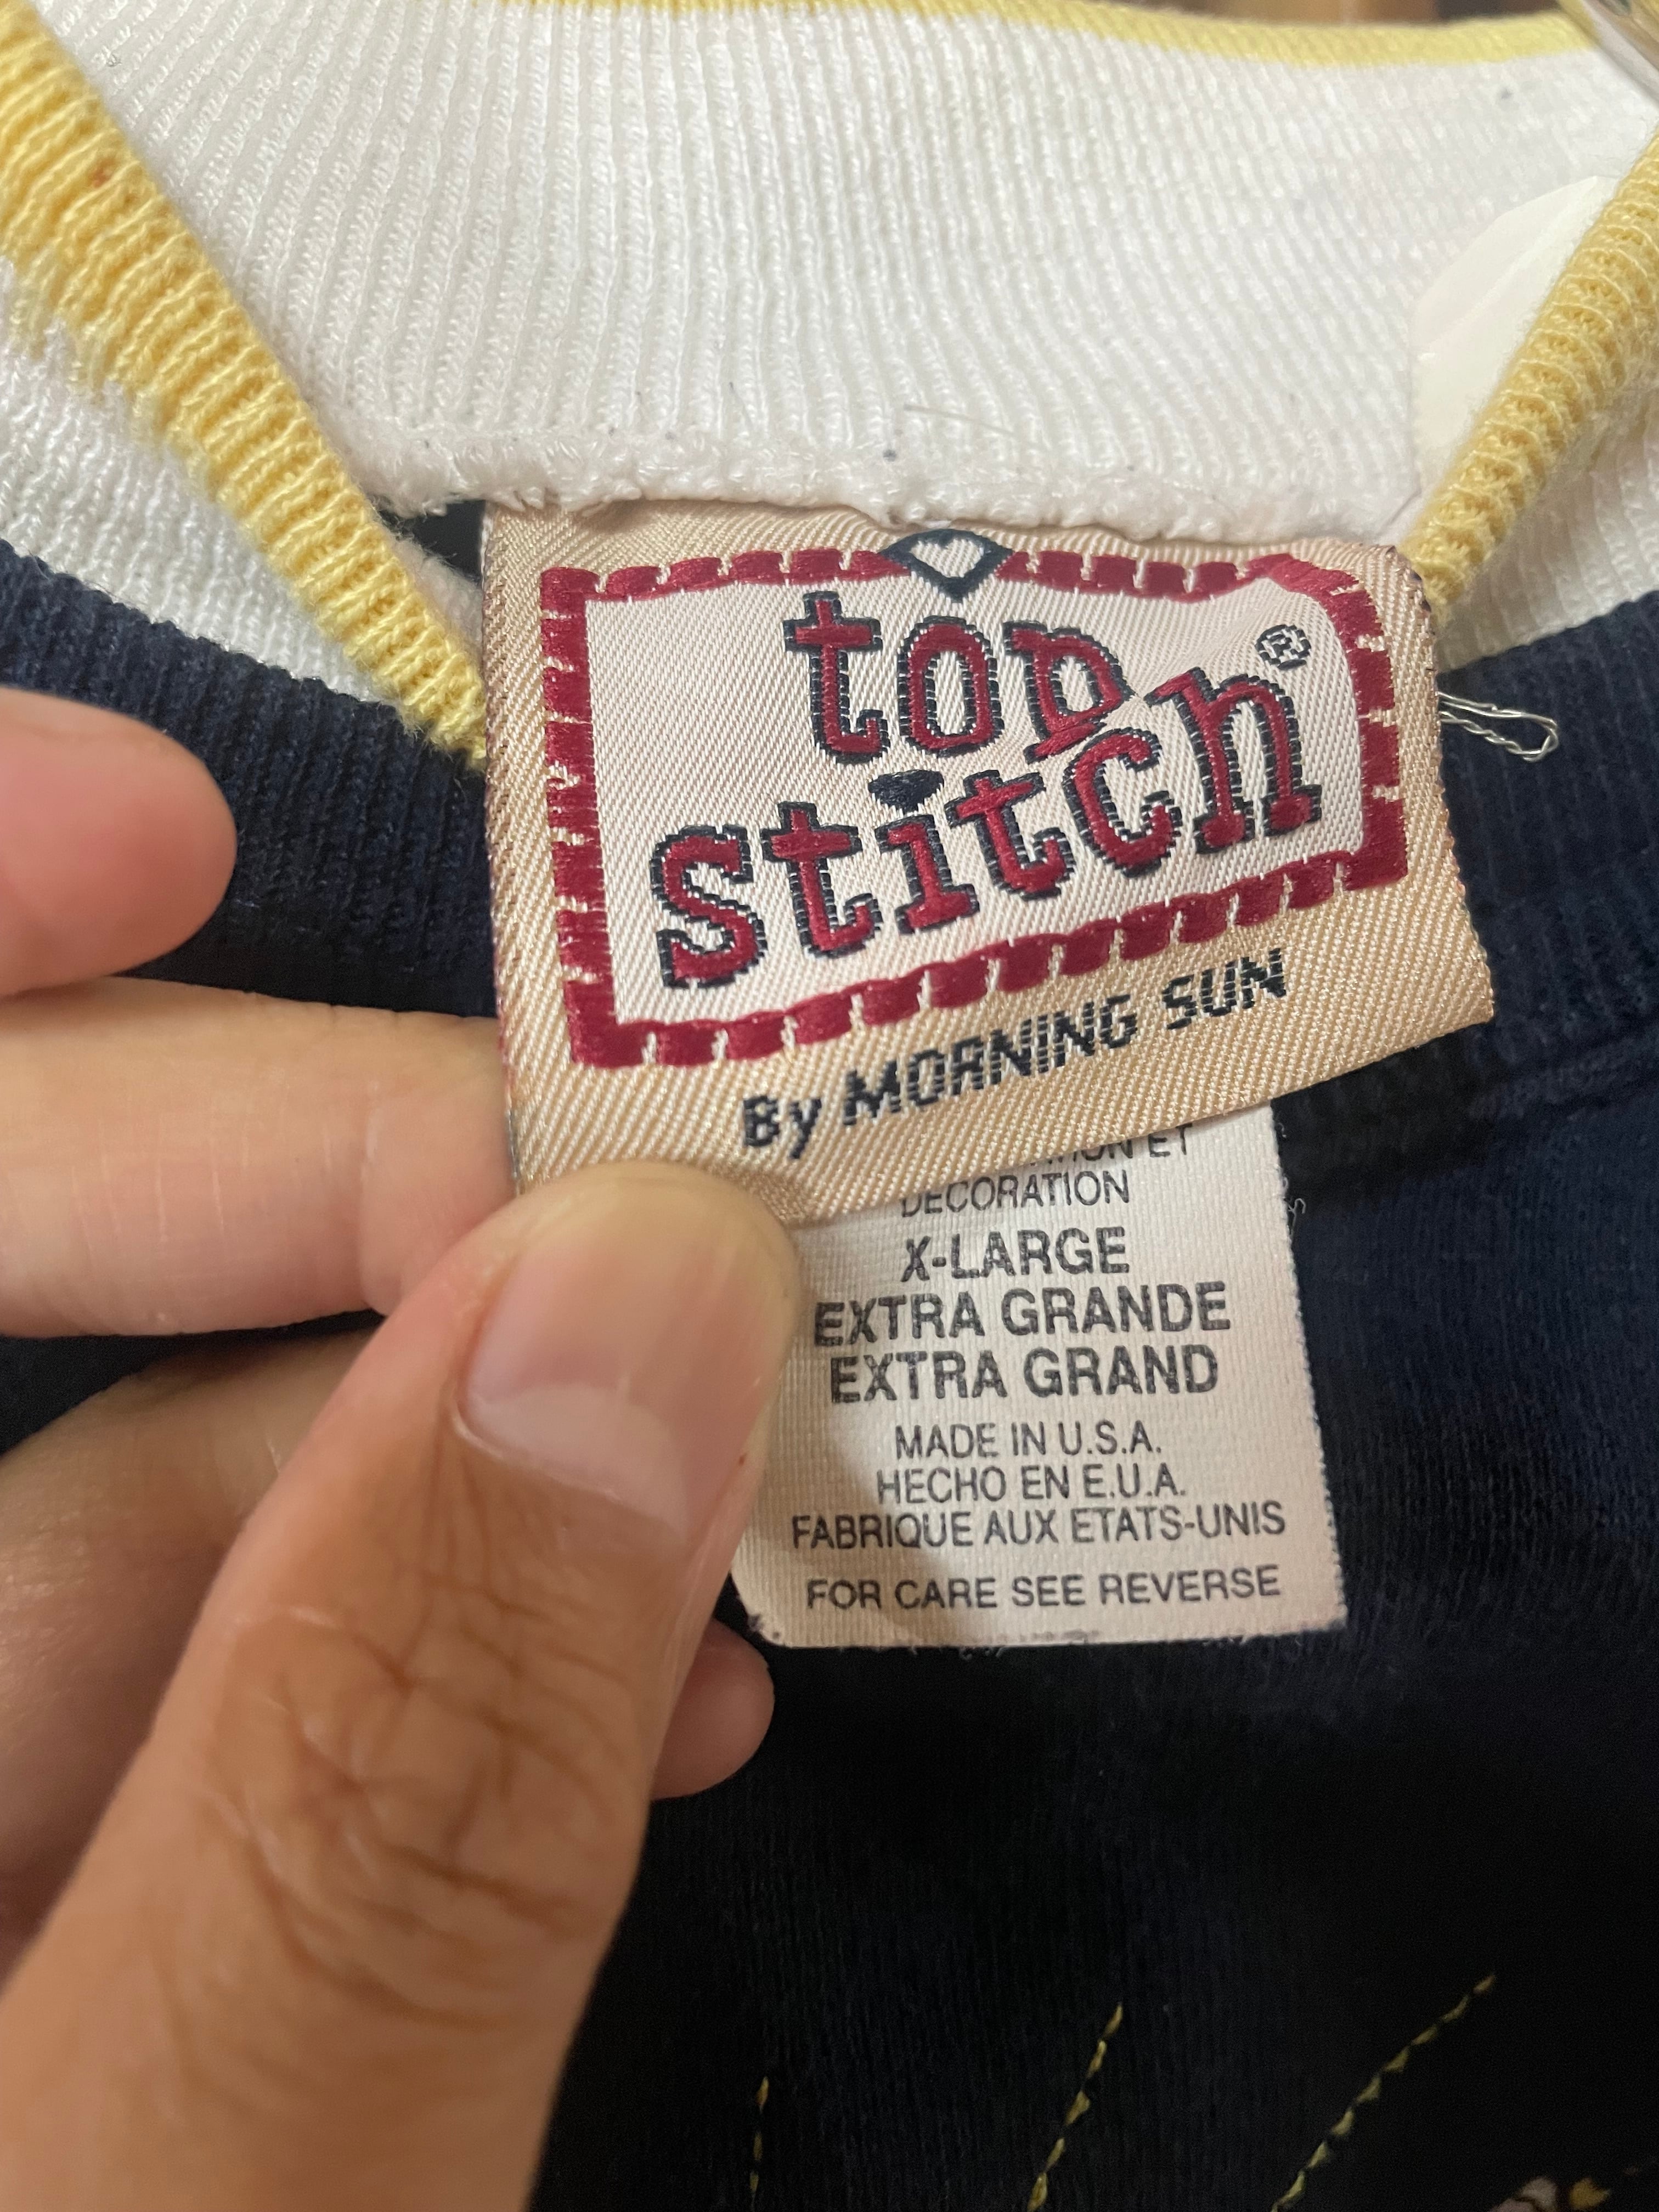 top
stitch®
By MORNING SUN
ET
DECORATION
X-LARGE
EXTRA GRANDE
EXTRA GRAND
MADE IN U.S.A.
HECHO EN E.U.A.
FABRIQUE AUX ETATS-UNIS
FOR CARE SEE REVERSE